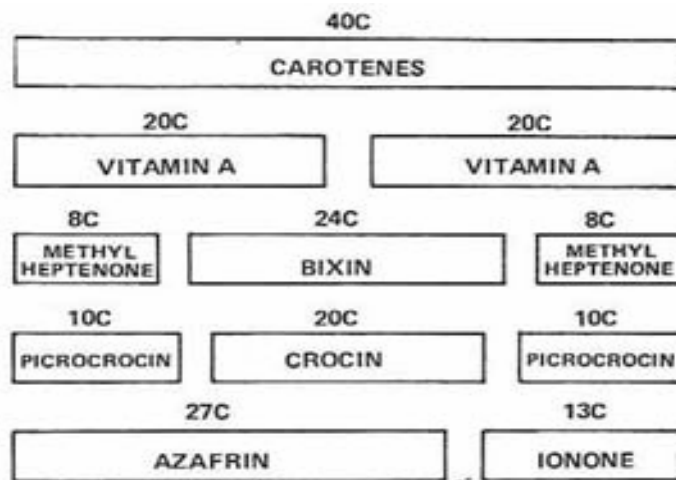 40C
CAROTENES
20C 20C
VITAMIN A VITAMIN A
8C 24C 8C
METHYL HEPTENONE BIXIN METHYL HEPTENONE
10C 20C 10C
PICROCROCIN CROCIN PICROCROCIN
27C 13C
AZAFRIN IONONE